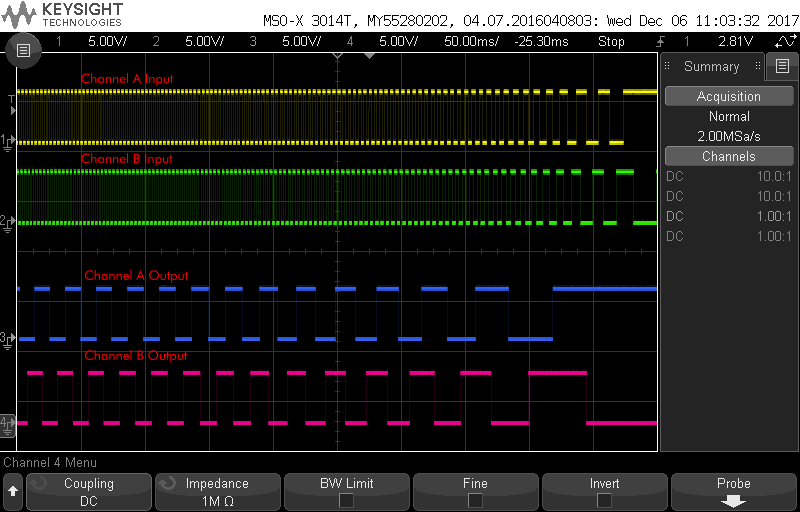 KEYSIGHT
TECHNOLOGIES
MSO-X 3014T, MY55280202, 04.07.2016040803: Wed Dec 06 11:03:32 2017
1 5.00V/ 2 5.00V/ 3 5.00V/ 4 5.00V/ 50.00ms/ -25.30ms Stop 1 2.81V
Channel A Input
T
1
Channel B Input
2
Channel A Output
3
Channel B Output
4
Summary
Acquisition
Normal
2.00MSa/s
Channels
DC 10.0:1
DC 10.0:1
DC 1.00:1
DC 1.00:1
Channel 4 Menu
Coupling
DC
Impedance
1M Ω
BW Limit
Fine
Invert
Probe